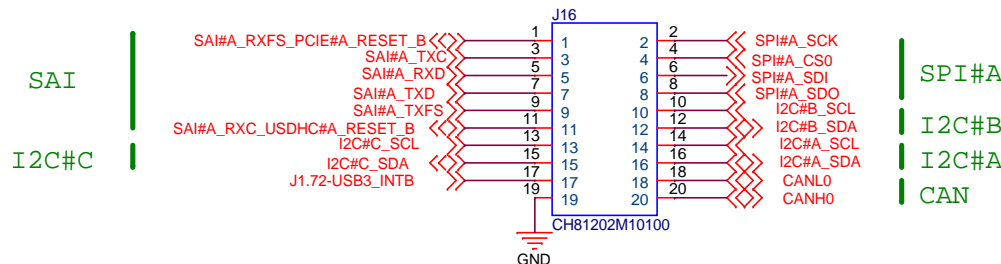 J16
SAI#A_RXFS_PCIE#A_RESET_B 1 1 2 2 SPI#A_SCK
SAI#A_TXC 3 3 4 4 SPI#A_CS0
SAI#A_RXD 5 5 6 6 SPI#A_SDI
SAI SPI#A
SAI#A_TXD 7 7 8 8 SPI#A_SDO
SAI#A_TXFS 9 9 10 10 I2C#B_SCL
SAI#A_RXC_USDHC#A_RESET_B 11 11 12 12 I2C#B_SDA I2C#B
I2C#C_SCL 13 13 14 14 I2C#A_SCL
I2C#C I2C#A
I2C#C_SDA 15 15 16 16 I2C#A_SDA
J1.72-USB3_INTB 17 17 18 18 CANL0
19 19 20 20 CANH0 CAN
CH81202M10100
GND